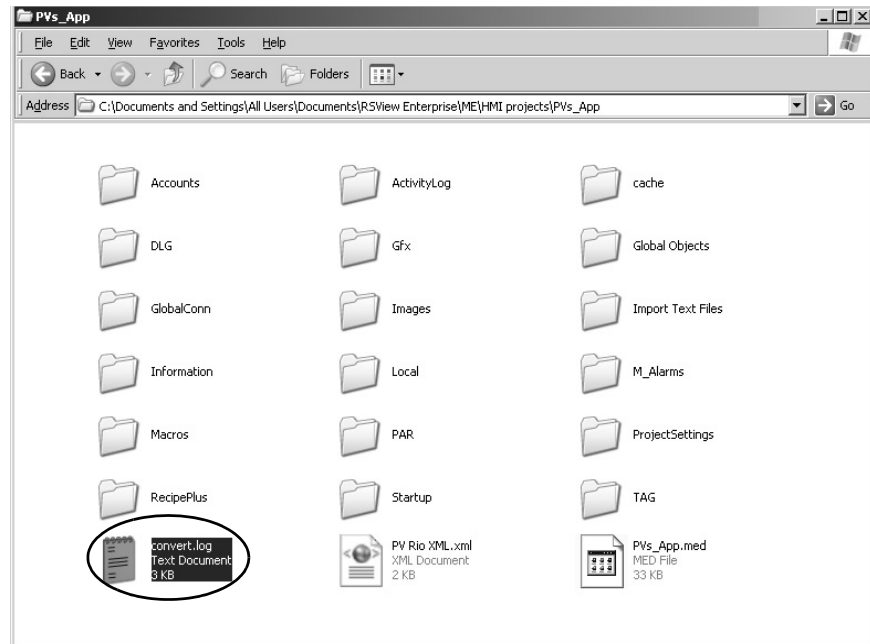 PVs_App
File Edit View Favorites Tools Help
Back Search Folders
Address C:\Documents and Settings\All Users\Documents\RSView Enterprise\ME\HMI projects\PVs_App Go
Accounts ActivityLog cache
DLG Gfx Global Objects
GlobalConn Images Import Text Files
Information Local M_Alarms
Macros PAR ProjectSettings
RecipePlus Startup TAG
convert.log
Text Document
3 KB
PV Rio XML.xml
XML Document
2 KB
PVs_App.med
MED File
33 KB